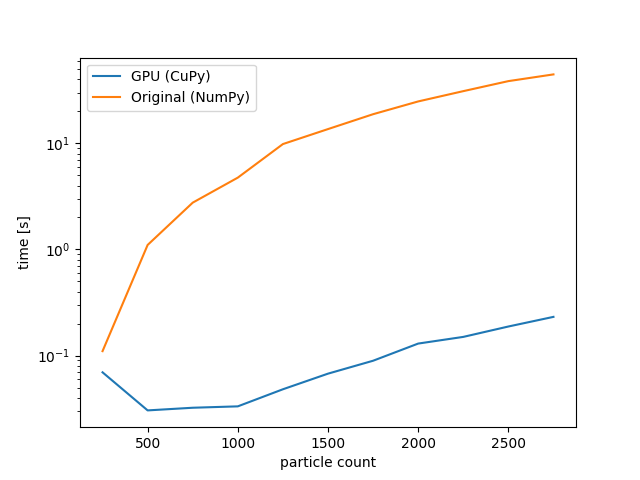 GPU (CuPy)
Original (NumPy)
10¹
10⁰
10⁻¹
time [s]
500 1000 1500 2000 2500
particle count